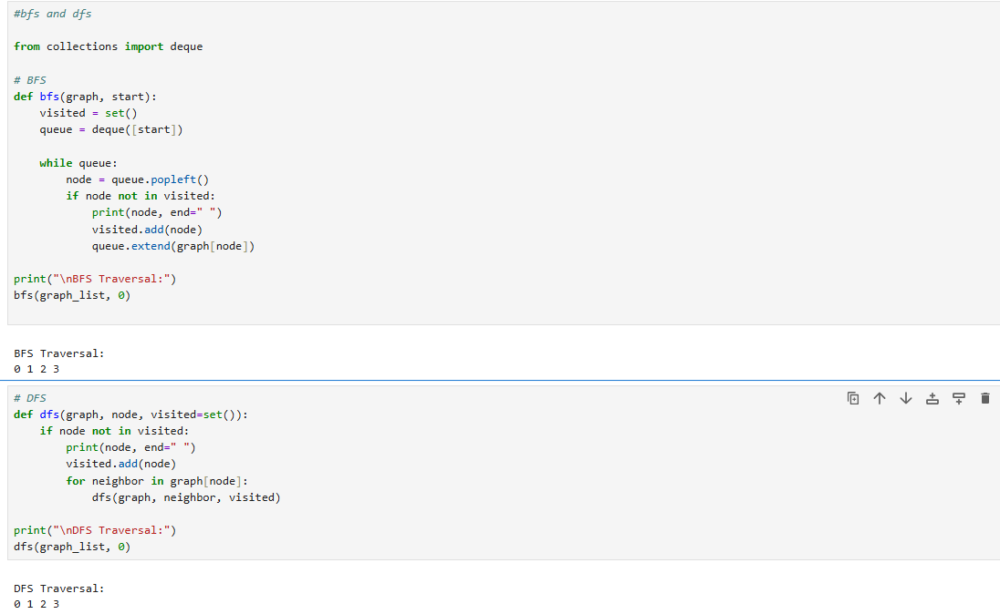 #bfs and dfs
from collections import deque
# BFS
def bfs(graph, start):
    visited = set()
    queue = deque([start])
    while queue:
        node = queue.popleft()
        if node not in visited:
            print(node, end=" ")
            visited.add(node)
            queue.extend(graph[node])
print("\nBFS Traversal:")
bfs(graph_list, 0)
BFS Traversal:
0 1 2 3
# DFS
def dfs(graph, node, visited=set()):
    if node not in visited:
        print(node, end=" ")
        visited.add(node)
        for neighbor in graph[node]:
            dfs(graph, neighbor, visited)
print("\nDFS Traversal:")
dfs(graph_list, 0)
DFS Traversal:
0 1 2 3